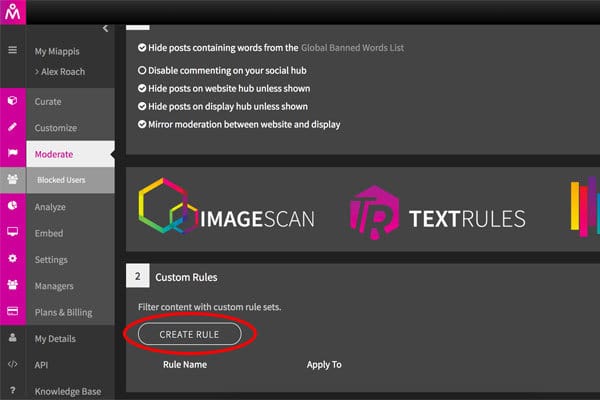 My Miappis
> Alex Roach
Curate
Customize
Moderate
Blocked Users
Analyze
Embed
Settings
Managers
Plans & Billing
My Details
API
Knowledge Base
Hide posts containing words from the Global Banned Words List
Disable commenting on your social hub
Hide posts on website hub unless shown
Hide posts on display hub unless shown
Mirror moderation between website and display
IMAGESCAN
TR TEXTRULES
2 Custom Rules
Filter content with custom rule sets.
CREATE RULE
Rule Name Apply To